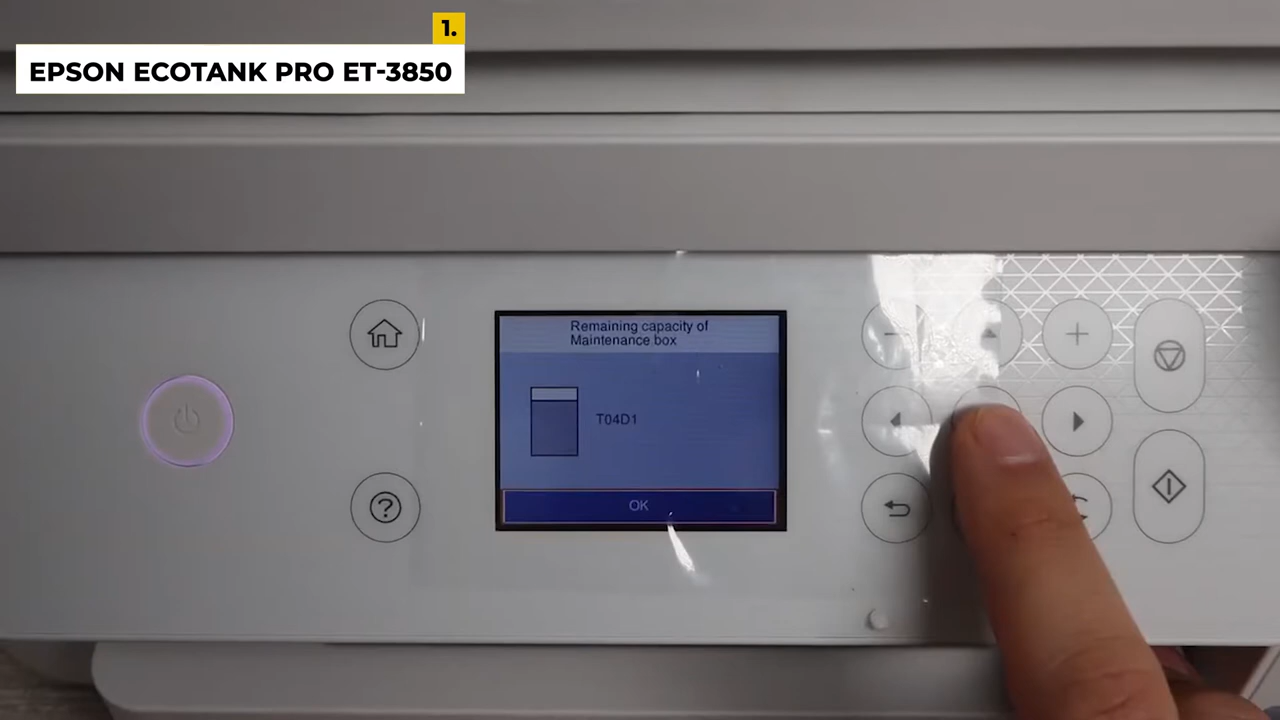 1.
EPSON ECOTANK PRO ET-3850
Remaining capacity of
Maintenance box
T04D1
OK